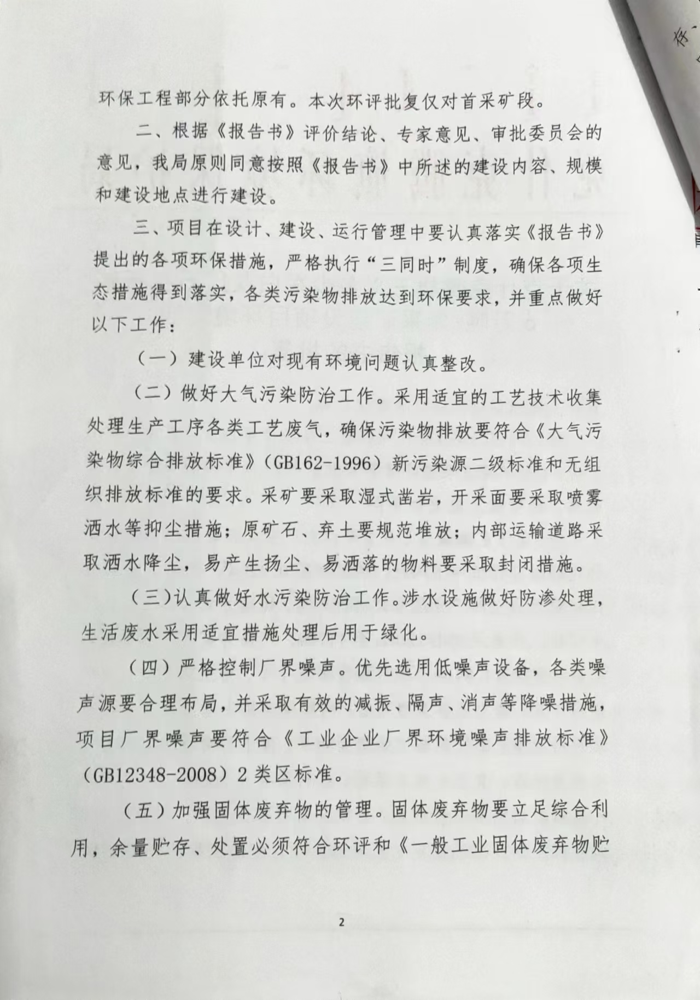 环保工程部分依托原有。本次环评批复仅对首采矿段。
二、根据《报告书》评价结论、专家意见、审批委员会的
意见，我局原则同意按照《报告书》中所述的建设内容、规模
和建设地点进行建设。
三、项目在设计、建设、运行管理中要认真落实《报告书》
提出的各项环保措施，严格执行“三同时”制度，确保各项生
态措施得到落实，各类污染物排放达到环保要求，并重点做好
以下工作：
（一）建设单位对现有环境问题认真整改。
（二）做好大气污染防治工作。采用适宜的工艺技术收集
处理生产工序各类工艺废气，确保污染物排放要符合《大气污
染物综合排放标准》（GB162-1996）新污染源二级标准和无组
织排放标准的要求。采矿要采取湿式凿岩，开采面要采取喷雾
洒水等抑尘措施；原矿石、弃土要规范堆放；内部运输道路采
取洒水降尘，易产生扬尘、易洒落的物料要采取封闭措施。
（三）认真做好水污染防治工作。涉水设施做好防渗处理，
生活废水采用适宜措施处理后用于绿化。
（四）严格控制厂界噪声。优先选用低噪声设备，各类噪
声源要合理布局，并采取有效的减振、隔声、消声等降噪措施，
项目厂界噪声要符合《工业企业厂界环境噪声排放标准》
（GB12348-2008）2 类区标准。
（五）加强固体废弃物的管理。固体废弃物要立足综合利
用，余量贮存、处置必须符合环评和《一般工业固体废弃物贮
2
存、